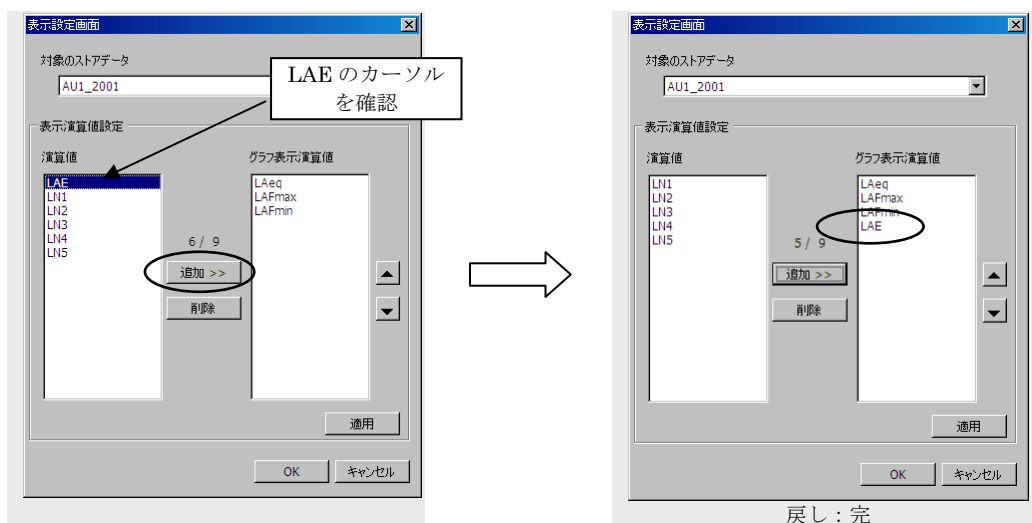 表示設定画面
対象のストアデータ
AU1_2001
LAE のカーソル
を確認
表示演算値設定
演算値
グラフ表示演算値
LAE
LN1
LN2
LN3
LN4
LN5
6 / 9
追加 >>
削除
LAeq
LAFmax
LAFmin
適用
OK
キャンセル
表示設定画面
対象のストアデータ
AU1_2001
表示演算値設定
演算値
グラフ表示演算値
LN1
LN2
LN3
LN4
LN5
5 / 9
追加 >>
削除
LAeq
LAFmax
LAFmin
LAE
適用
OK
キャンセル
戻し：完